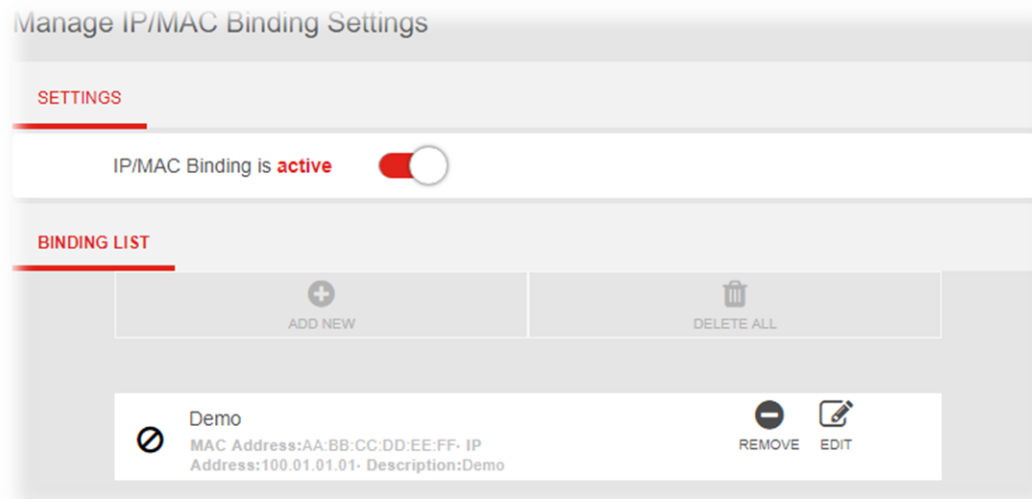 Manage IP/MAC Binding Settings
SETTINGS
IP/MAC Binding is active
BINDING LIST
ADD NEW
DELETE ALL
Demo
MAC Address:AA:BB:CC:DD:EE:FF· IP
Address:100.01.01.01· Description:Demo
REMOVE
EDIT